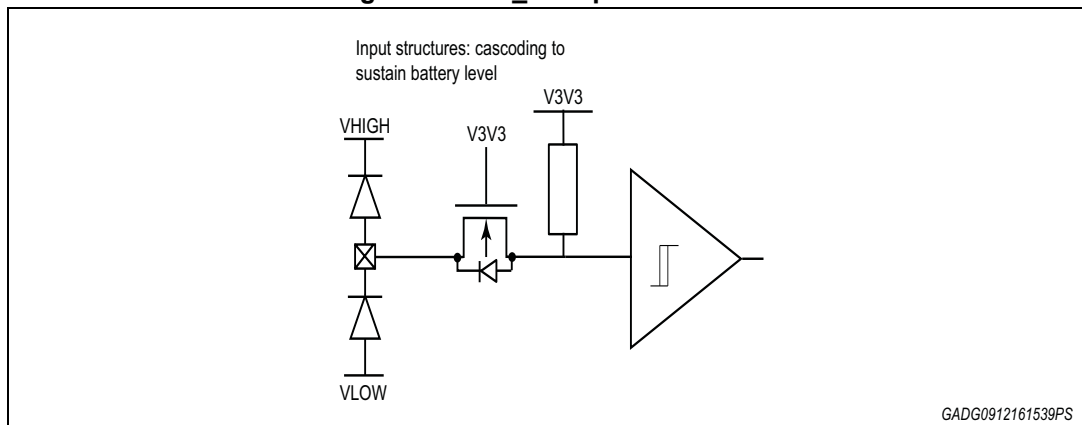 Input structures: cascoding to
sustain battery level
V3V3
VHIGH
V3V3
VLOW
GADG0912161539PS